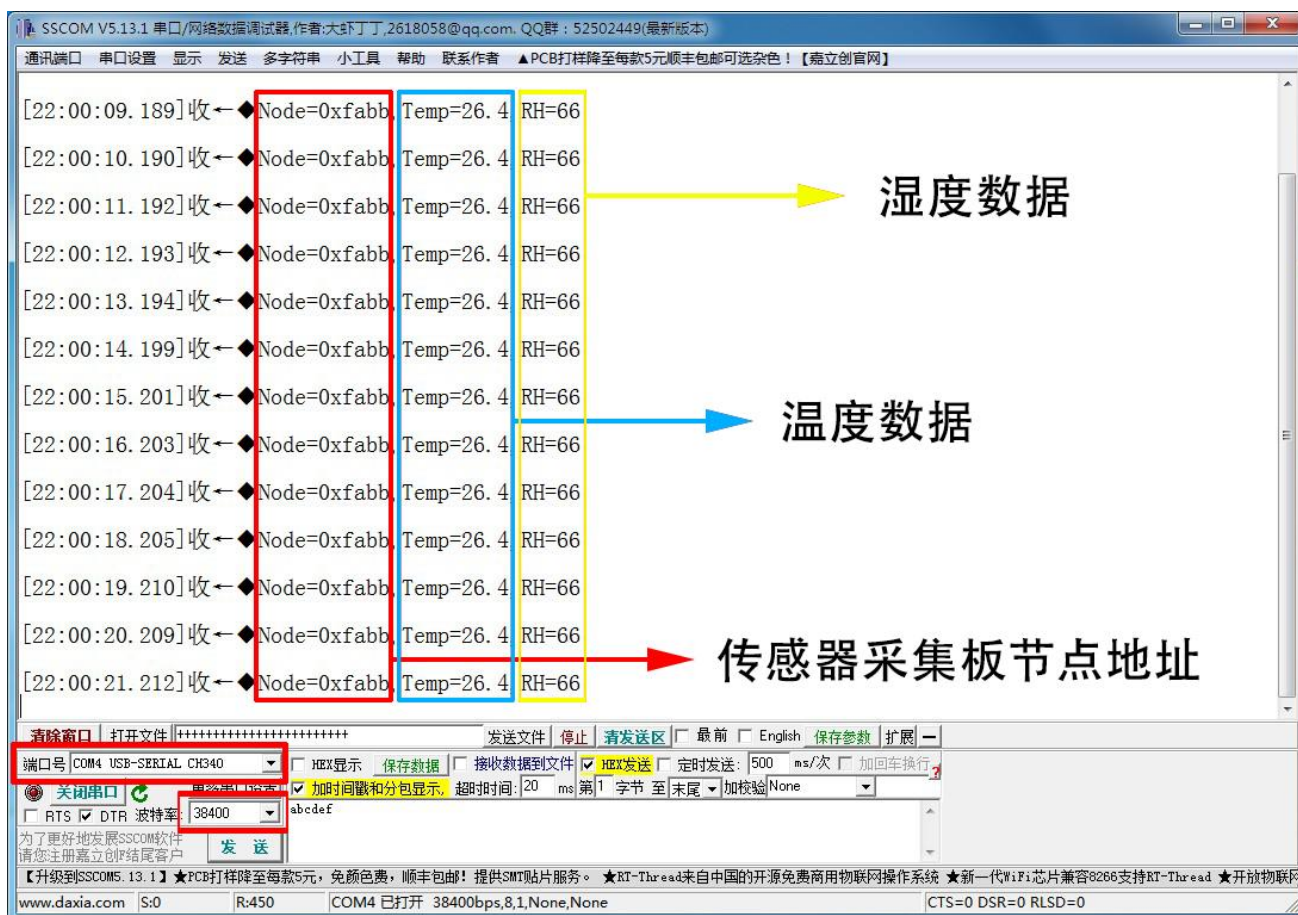 SSCOM V5.13.1 串口/网络数据调试器,作者:大虾丁丁,2618058@qq.com. QQ群：52502449(最新版本)
通讯端口 串口设置 显示 发送 多字符串 小工具 帮助 联系作者 ▲PCB打样降至每款5元顺丰包邮可选杂色！【嘉立创官网】
[22:00:09.189]收←◆Node=0xfabb,Temp=26.4,RH=66
[22:00:10.190]收←◆Node=0xfabb,Temp=26.4,RH=66
[22:00:11.192]收←◆Node=0xfabb,Temp=26.4,RH=66
湿度数据
[22:00:12.193]收←◆Node=0xfabb,Temp=26.4,RH=66
[22:00:13.194]收←◆Node=0xfabb,Temp=26.4,RH=66
[22:00:14.199]收←◆Node=0xfabb,Temp=26.4,RH=66
[22:00:15.201]收←◆Node=0xfabb,Temp=26.4,RH=66
温度数据
[22:00:16.203]收←◆Node=0xfabb,Temp=26.4,RH=66
[22:00:17.204]收←◆Node=0xfabb,Temp=26.4,RH=66
[22:00:18.205]收←◆Node=0xfabb,Temp=26.4,RH=66
[22:00:19.210]收←◆Node=0xfabb,Temp=26.4,RH=66
[22:00:20.209]收←◆Node=0xfabb,Temp=26.4,RH=66
传感器采集板节点地址
[22:00:21.212]收←◆Node=0xfabb,Temp=26.4,RH=66
清除窗口 打开文件 +++++++++++++++++++++++++ 发送文件 停止 清发送区 最前 English 保存参数 扩展 —
端口号 COM4 USB-SERIAL CH340 HEX显示 保存数据 接收数据到文件 HEX发送 定时发送: 500 ms/次 加回车换行
关闭串口 加时间戳和分包显示, 超时时间: 20 ms 第1 字节 至 末尾 加校验 None
RTS DTR 波特率: 38400 abcdef
为了更好地发展SSCOM软件
请您注册嘉立创F结尾客户 发 送
【升级到SSCOM5.13.1】★PCB打样降至每款5元，免颜色费，顺丰包邮！提供SMT贴片服务。 ★RT-Thread来自中国的开源免费商用物联网操作系统 ★新一代WiFi芯片兼容8266支持RT-Thread ★开放物联网
www.daxia.com S:0 R:450 COM4 已打开 38400bps,8,1,None,None CTS=0 DSR=0 RLSD=0